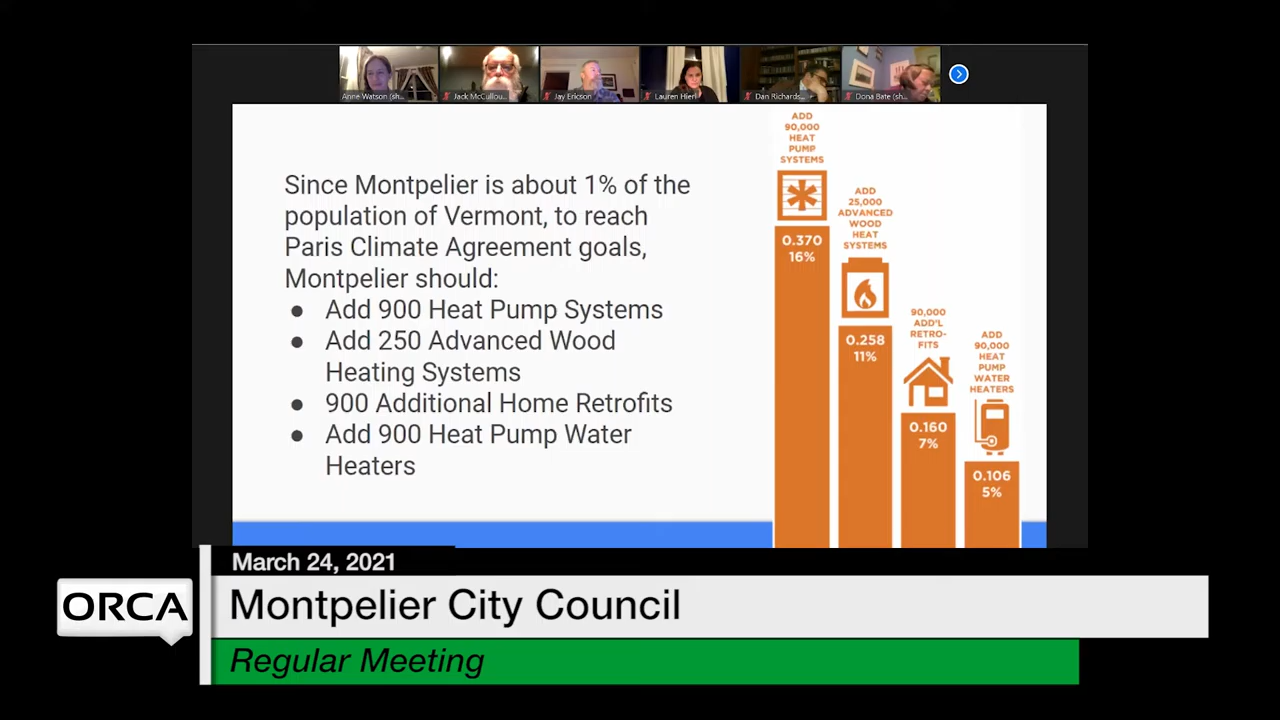 Anne Watson (sh...
Jack McCullou...
Jay Ericson
Lauren Hierl
Dan Richards...
Dona Bate (sh...
Since Montpelier is about 1% of the
population of Vermont, to reach
Paris Climate Agreement goals,
Montpelier should:
● Add 900 Heat Pump Systems
● Add 250 Advanced Wood
Heating Systems
● 900 Additional Home Retrofits
● Add 900 Heat Pump Water
Heaters
ADD
90,000
HEAT
PUMP
SYSTEMS
0.370
16%
ADD
25,000
ADVANCED
WOOD
HEAT
SYSTEMS
0.258
11%
90,000
ADD'L
RETRO-
FITS
0.160
7%
ADD
90,000
HEAT
PUMP
WATER
HEATERS
0.106
5%
March 24, 2021
ORCA
Montpelier City Council
Regular Meeting